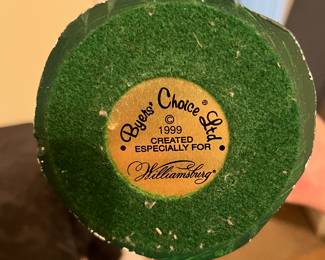 Byers' Choice® Ltd
©
1999
CREATED
• ESPECIALLY FOR •
Williamsburg®